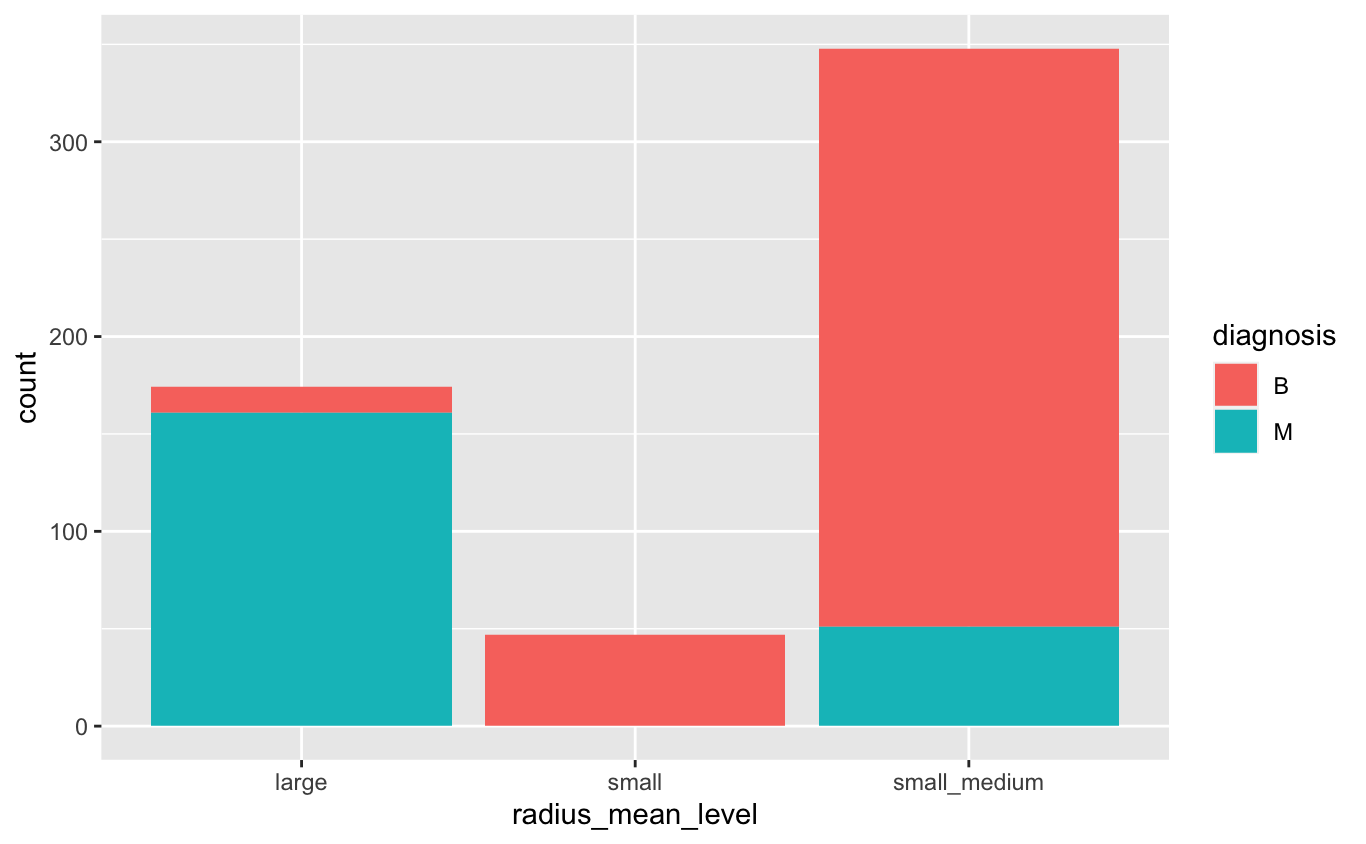 count
300
200
100
0
large
small
small_medium
radius_mean_level
diagnosis
B
M